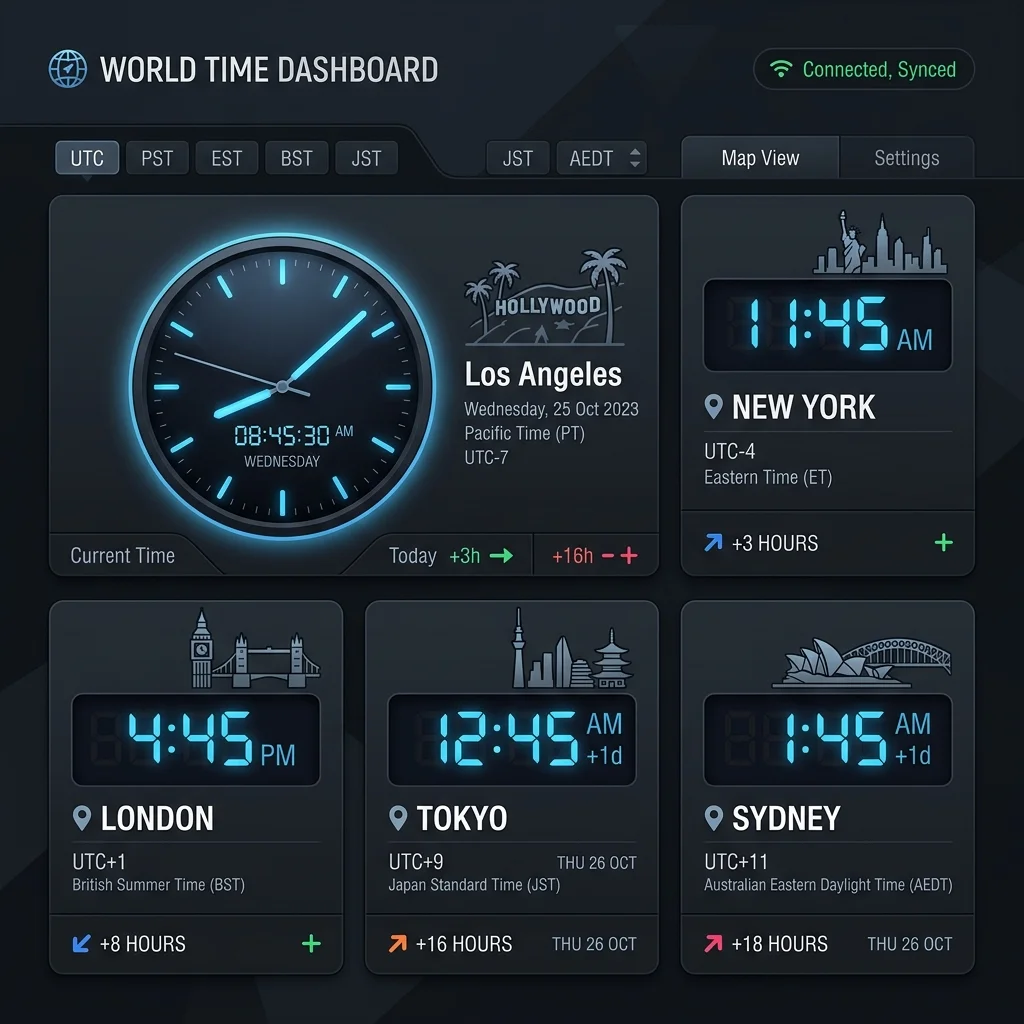 WORLD TIME DASHBOARD
Connected, Synced
UTC PST EST BST JST JST AEDT Map View Settings
HOLLYWOOD
Los Angeles
Wednesday, 25 Oct 2023
Pacific Time (PT)
UTC-7
08:45:30 AM
WEDNESDAY
Current Time
Today +3h
+16h
11:45 AM
NEW YORK
UTC-4
Eastern Time (ET)
+3 HOURS
+
4:45 PM
LONDON
UTC+1
British Summer Time (BST)
+8 HOURS
+
12:45 AM
+1d
TOKYO
UTC+9 THU 26 OCT
Japan Standard Time (JST)
+16 HOURS THU 26 OCT
1:45 AM
+1d
SYDNEY
UTC+11
Australian Eastern Daylight Time (AEDT)
+18 HOURS THU 26 OCT